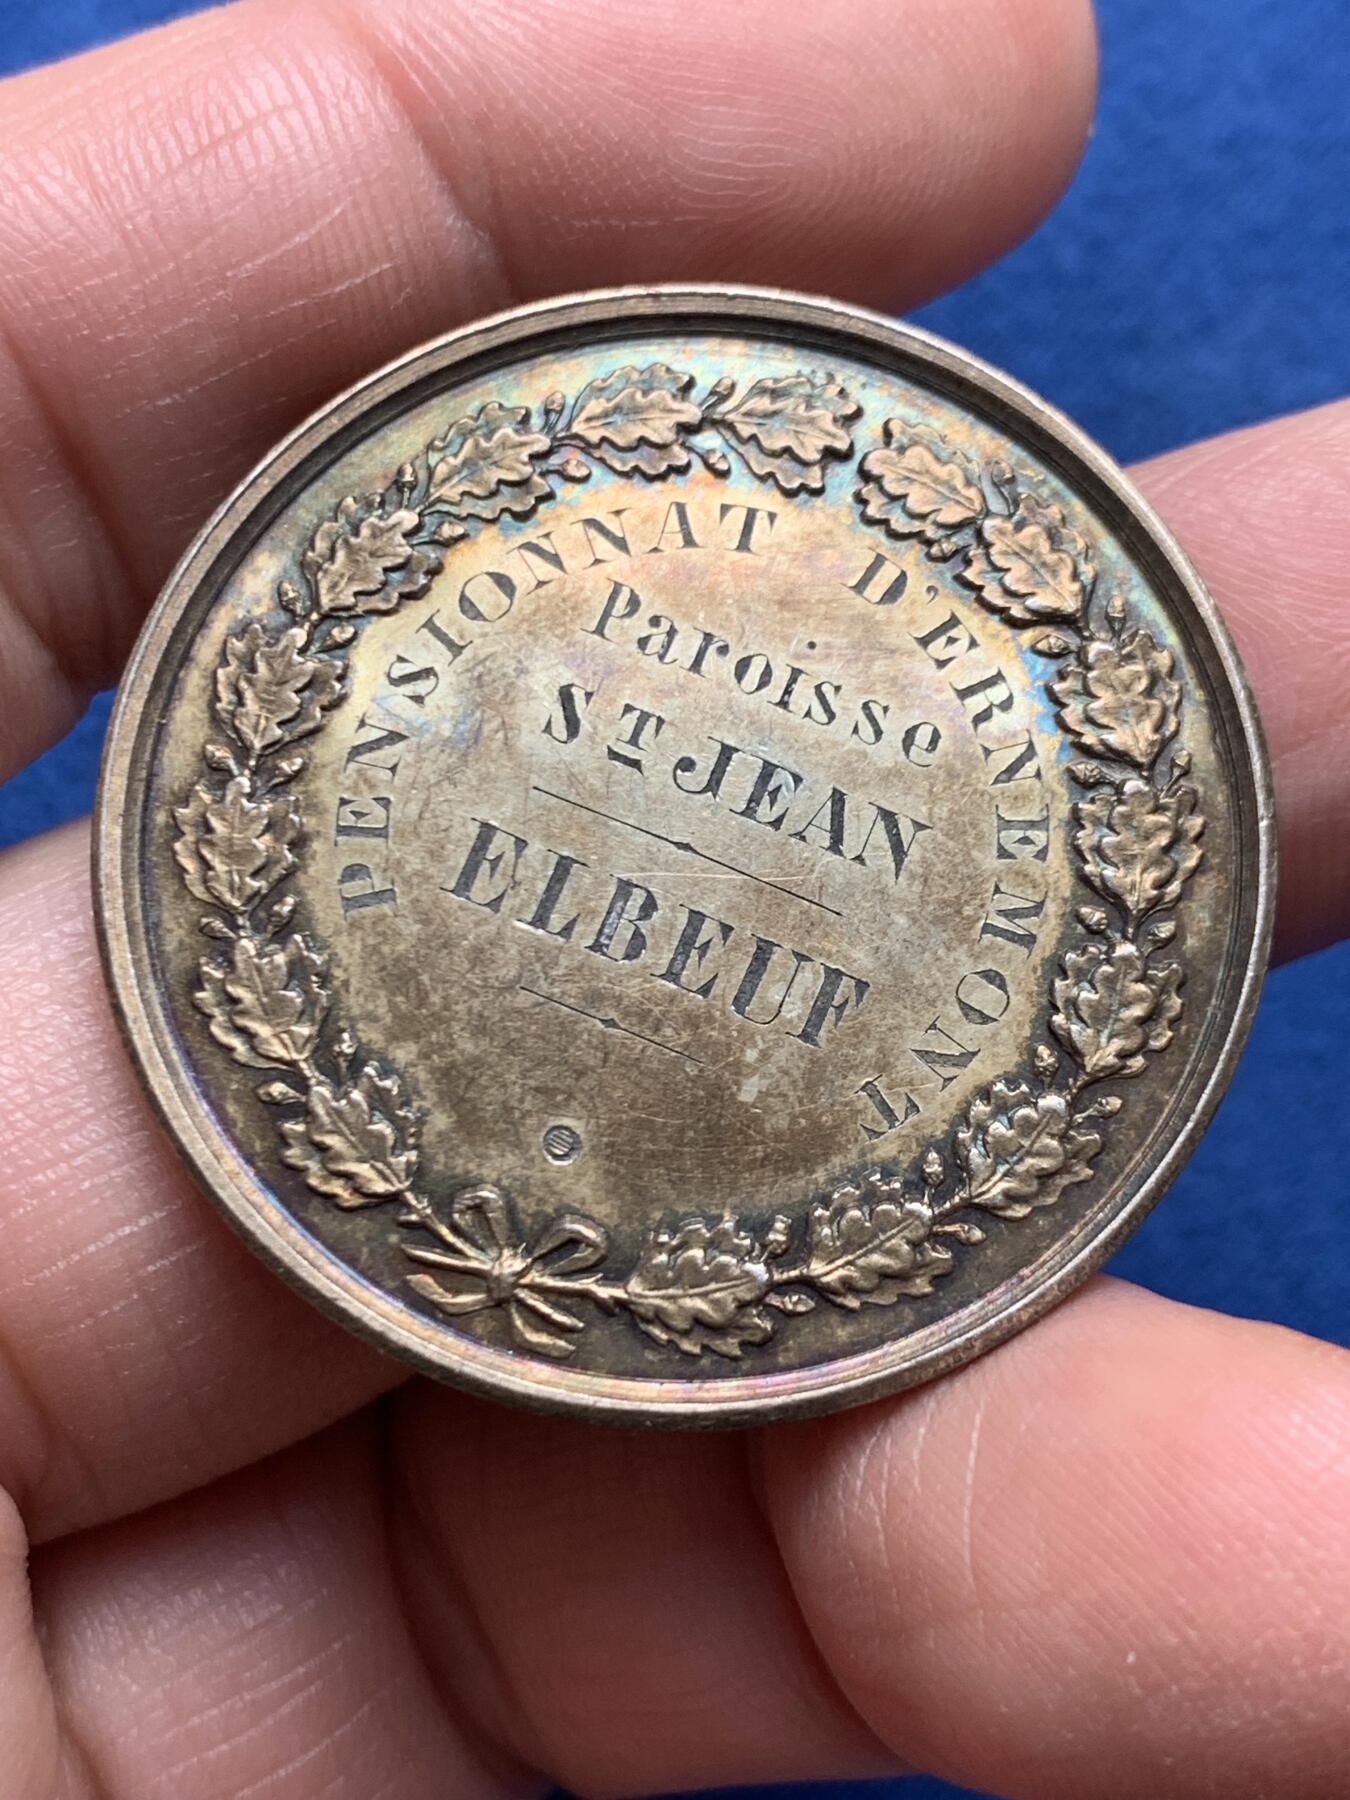 PENSIONNAT D'ERNEMONT
Paroisse
ST JEAN
ELBEUF